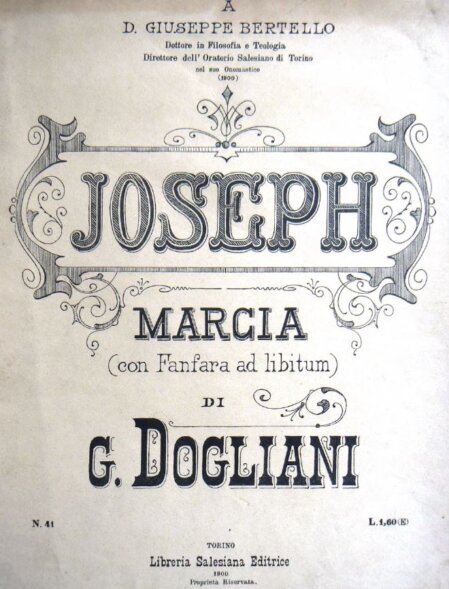 A
D. GIUSEPPE BERTELLO
Dottore in Filosofia e Teologia
Direttore dell' Oratorio Salesiano di Torino
nel suo Onomastico
(1900)
JOSEPH
MARCIA
(con Fanfara ad libitum)
DI
G. DOGLIANI
N. 41
L. 1,60 (E)
TORINO
Libreria Salesiana Editrice
1900
Proprietà Riservata.